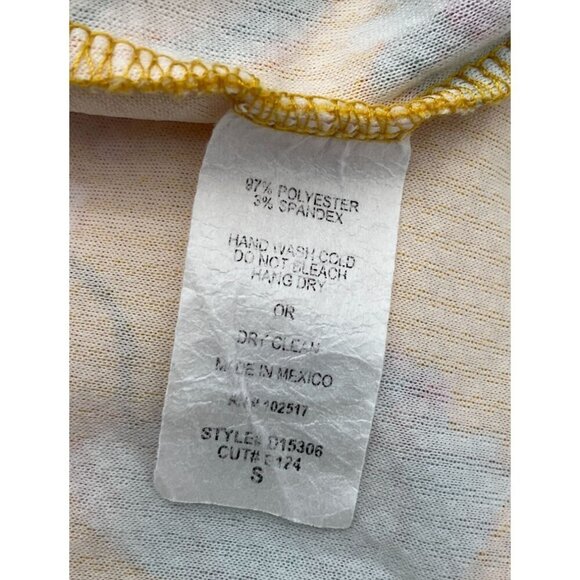 97% POLYESTER
3% SPANDEX
HAND WASH COLD
DO NOT BLEACH
HANG DRY
OR
DRY CLEAN
MADE IN MEXICO
102517
STYLE# D15306
CUT# 124
S